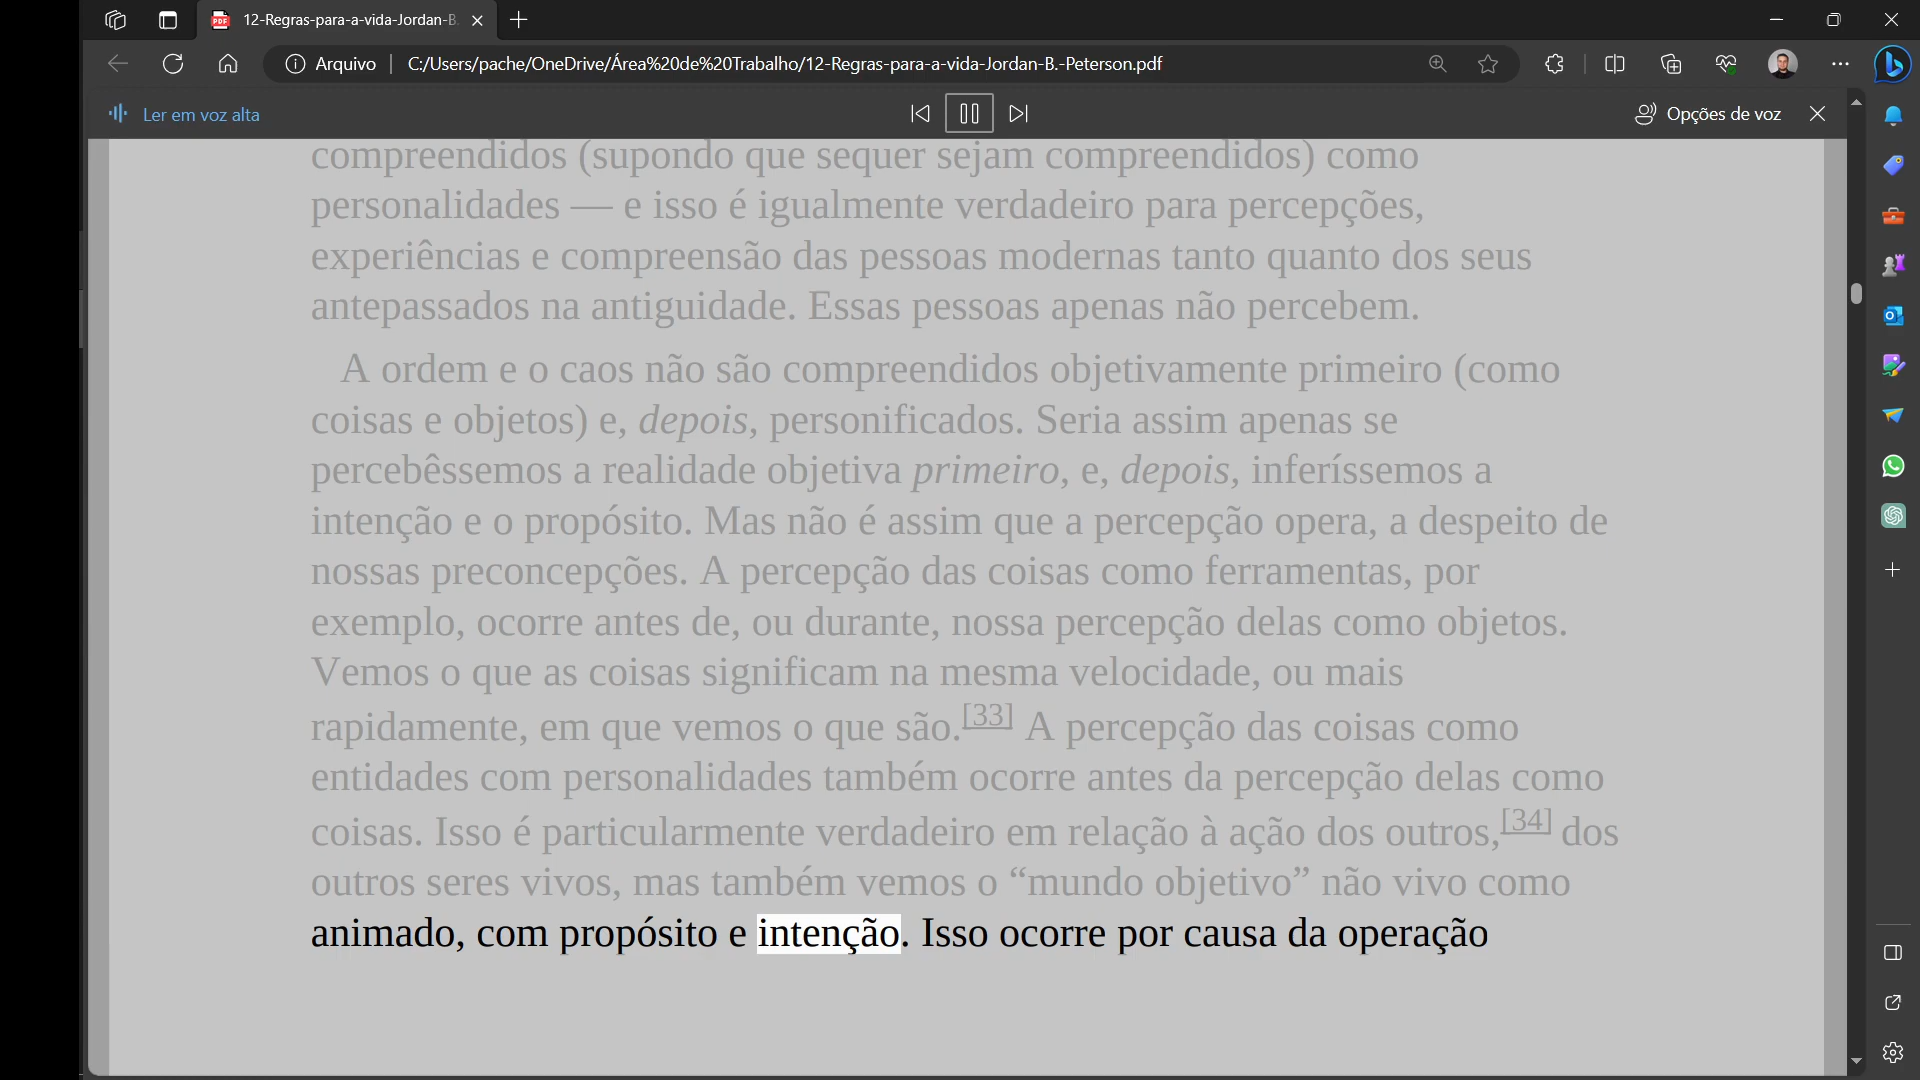 12-Regras-para-a-vida-Jordan-B.
Arquivo
C:/Users/pache/OneDrive/Área%20de%20Trabalho/12-Regras-para-a-vida-Jordan-B.-Peterson.pdf
Ler em voz alta
Opções de voz
compreendidos (supondo que sequer sejam compreendidos) como
personalidades — e isso é igualmente verdadeiro para percepções,
experiências e compreensão das pessoas modernas tanto quanto dos seus
antepassados na antiguidade. Essas pessoas apenas não percebem.
A ordem e o caos não são compreendidos objetivamente primeiro (como
coisas e objetos) e, depois, personificados. Seria assim apenas se
percebêssemos a realidade objetiva primeiro, e, depois, inferíssemos a
intenção e o propósito. Mas não é assim que a percepção opera, a despeito de
nossas preconcepções. A percepção das coisas como ferramentas, por
exemplo, ocorre antes de, ou durante, nossa percepção delas como objetos.
Vemos o que as coisas significam na mesma velocidade, ou mais
rapidamente, em que vemos o que são.[33] A percepção das coisas como
entidades com personalidades também ocorre antes da percepção delas como
coisas. Isso é particularmente verdadeiro em relação à ação dos outros,[34] dos
outros seres vivos, mas também vemos o “mundo objetivo” não vivo como
animado, com propósito e intenção. Isso ocorre por causa da operação